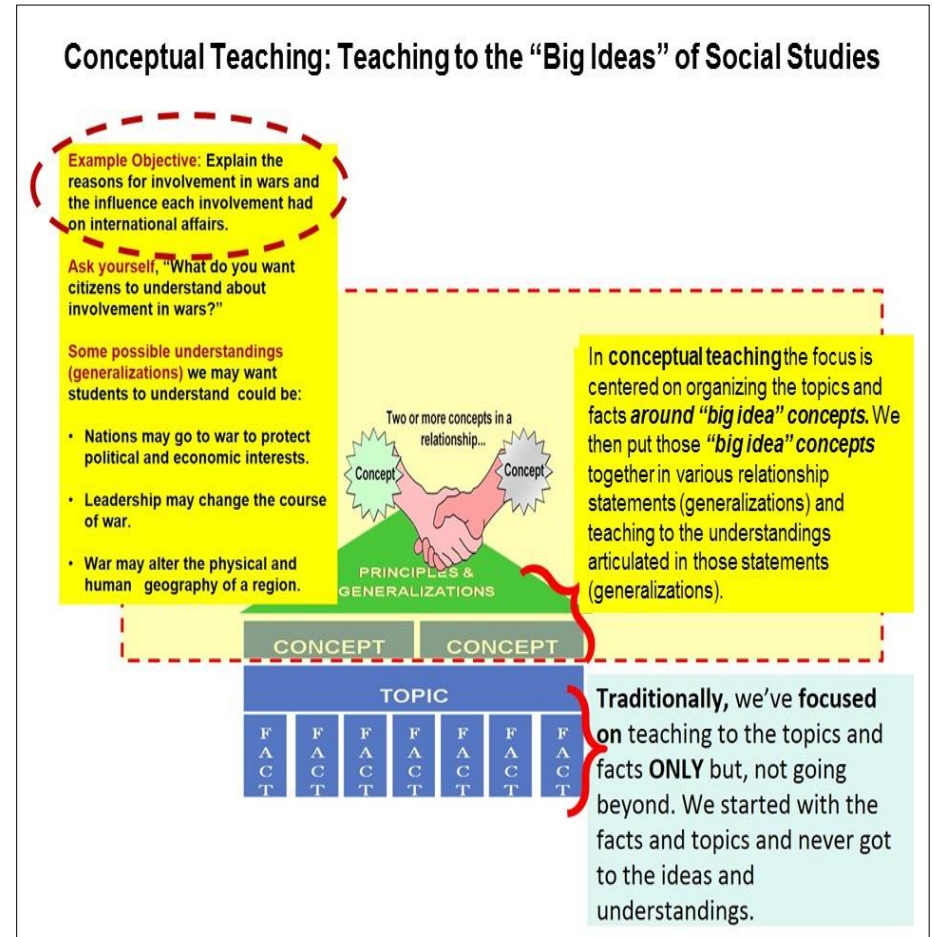 Conceptual Teaching: Teaching to the “Big Ideas” of Social Studies
Example Objective: Explain the
reasons for involvement in wars and
the influence each involvement had
on international affairs.
Ask yourself, “What do you want
citizens to understand about
involvement in wars?”
Some possible understandings
(generalizations) we may want
students to understand could be:
• Nations may go to war to protect
political and economic interests.
• Leadership may change the course
of war.
• War may alter the physical and
human geography of a region.
Two or more concepts in a
relationship...
Concept
Concept
PRINCIPLES &
GENERALIZATIONS
CONCEPT
CONCEPT
TOPIC
FACT
FACT
FACT
FACT
FACT
FACT
FACT
In conceptual teaching the focus is
centered on organizing the topics and
facts around “big idea” concepts. We
then put those “big idea” concepts
together in various relationship
statements (generalizations) and
teaching to the understandings
articulated in those statements
(generalizations).
Traditionally, we’ve focused
on teaching to the topics and
facts ONLY but, not going
beyond. We started with the
facts and topics and never got
to the ideas and
understandings.